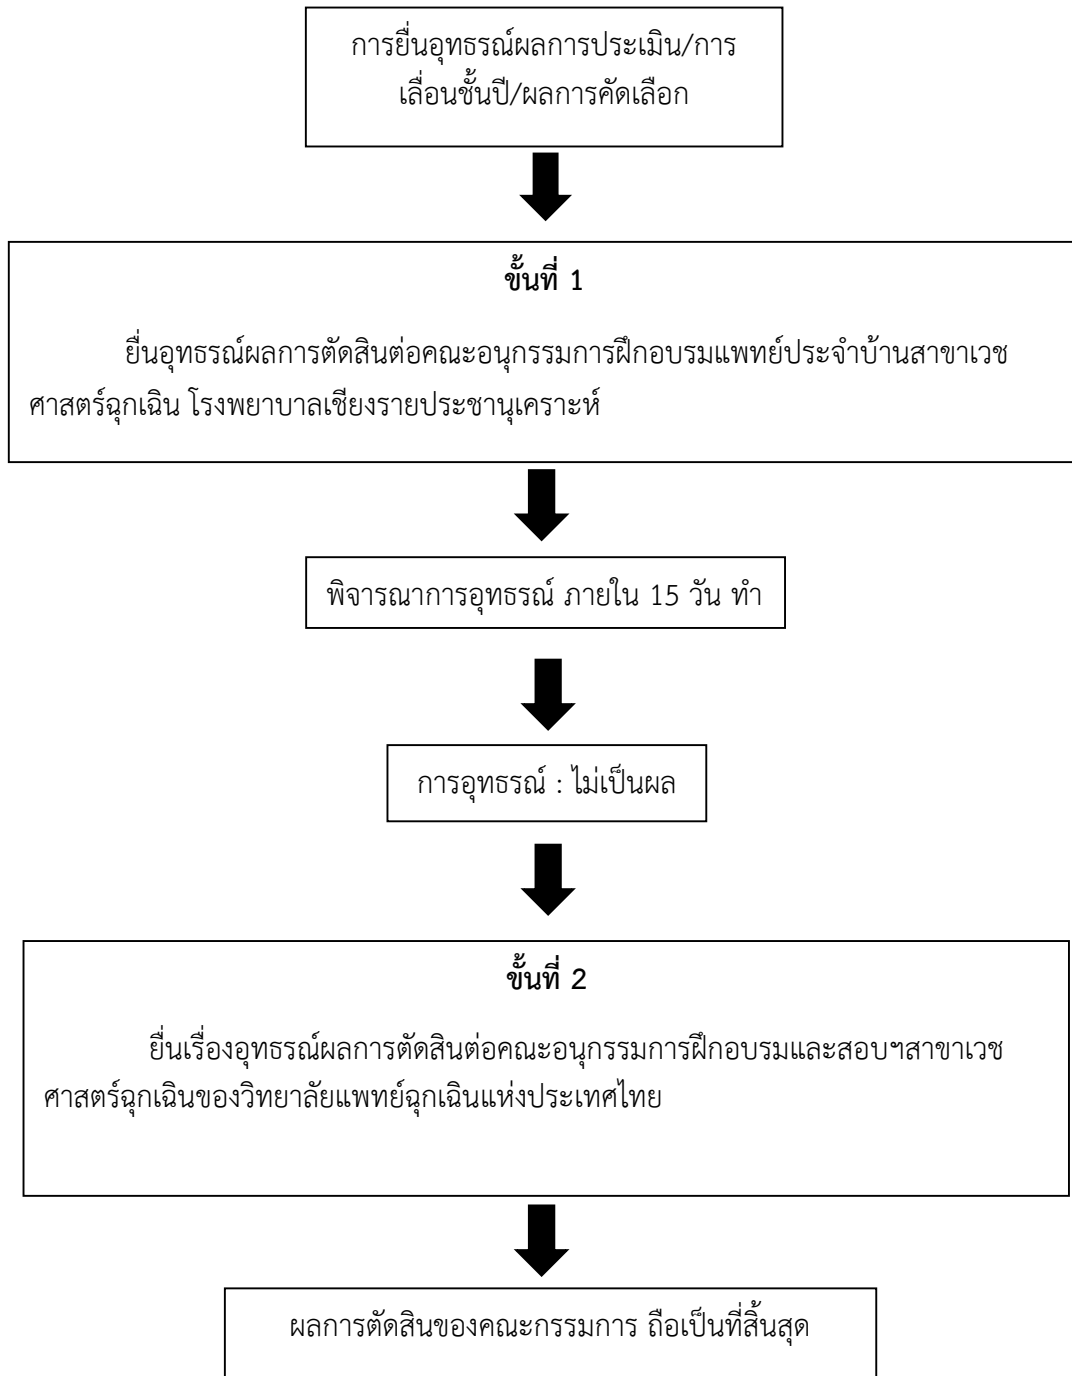 การยื่นอุทธรณ์ผลการประเมิน/การ
เลื่อนชั้นปี/ผลการคัดเลือก
ขั้นที่ 1
ยื่นอุทธรณ์ผลการตัดสินต่อคณะอนุกรรมการฝึกอบรมแพทย์ประจำบ้านสาขาเวช
ศาสตร์ฉุกเฉิน โรงพยาบาลเชียงรายประชานุเคราะห์
พิจารณาการอุทธรณ์ ภายใน 15 วัน ทำ
การอุทธรณ์ : ไม่เป็นผล
ขั้นที่ 2
ยื่นเรื่องอุทธรณ์ผลการตัดสินต่อคณะอนุกรรมการฝึกอบรมและสอบฯสาขาเวช
ศาสตร์ฉุกเฉินของวิทยาลัยแพทย์ฉุกเฉินแห่งประเทศไทย
ผลการตัดสินของคณะกรรมการ ถือเป็นที่สิ้นสุด